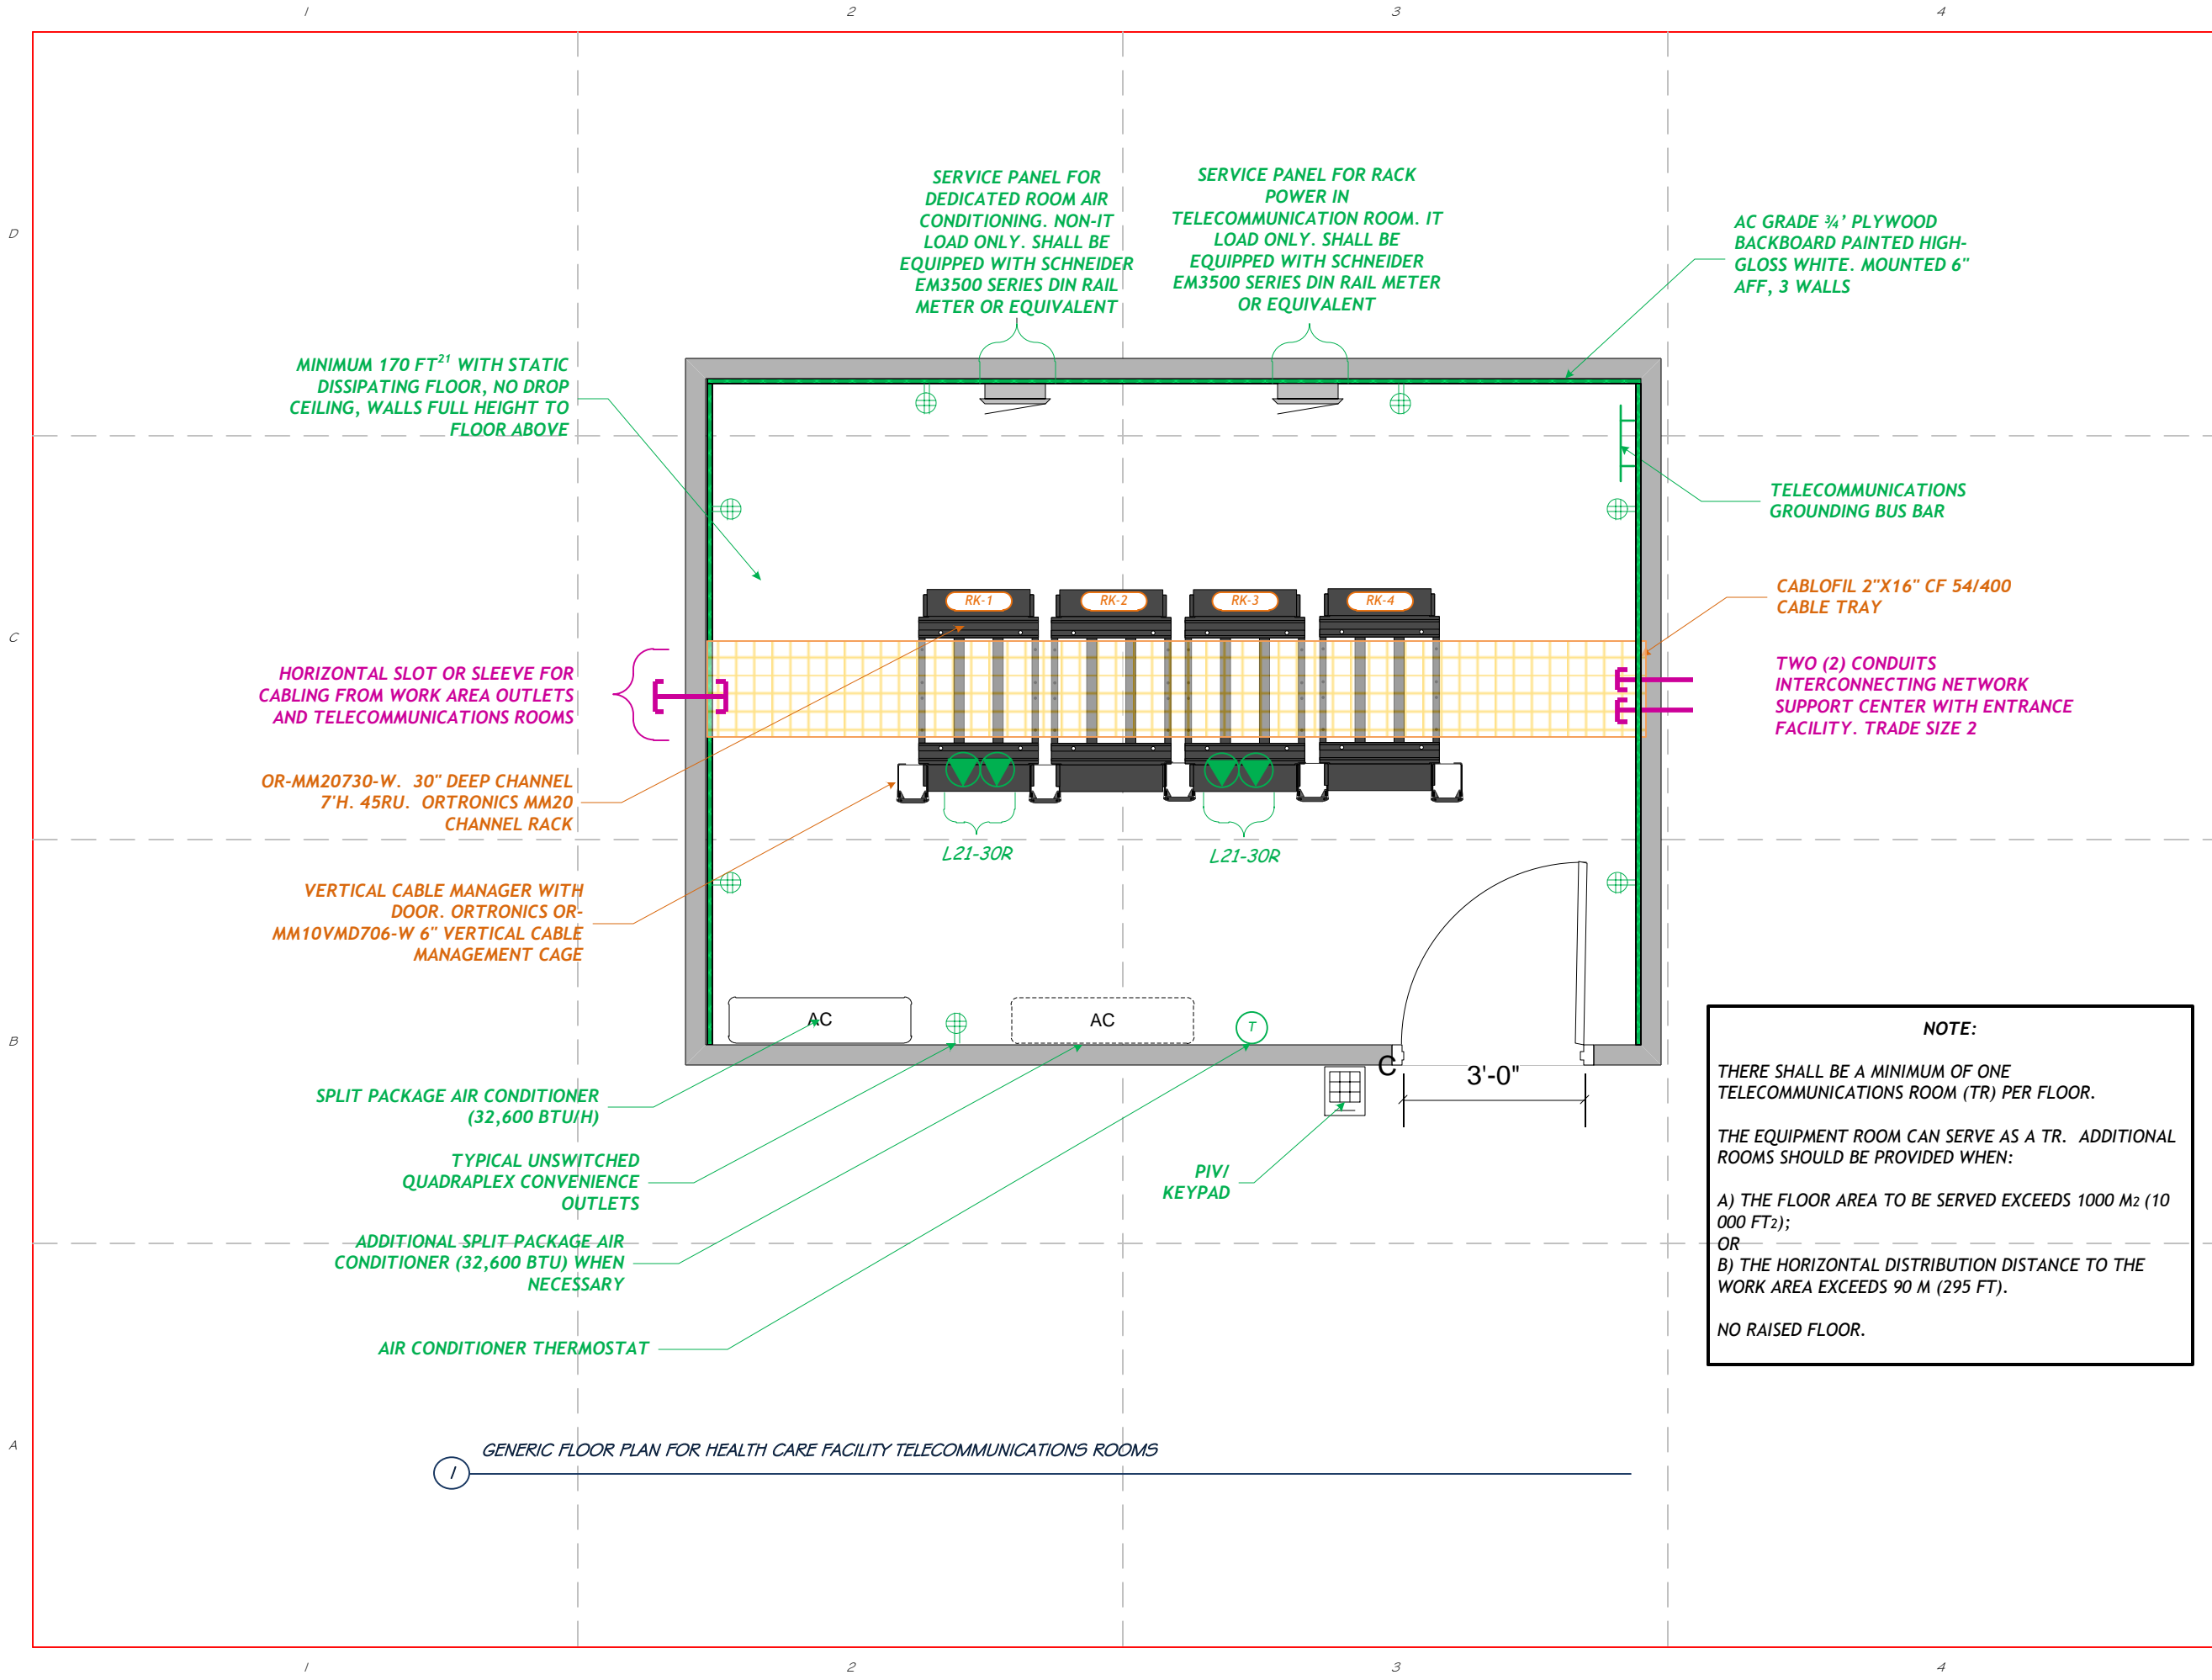 1 2 3 4
D
C
B
A
SERVICE PANEL FOR
DEDICATED ROOM AIR
CONDITIONING. NON-IT
LOAD ONLY. SHALL BE
EQUIPPED WITH SCHNEIDER
EM3500 SERIES DIN RAIL
METER OR EQUIVALENT
SERVICE PANEL FOR RACK
POWER IN
TELECOMMUNICATION ROOM. IT
LOAD ONLY. SHALL BE
EQUIPPED WITH SCHNEIDER
EM3500 SERIES DIN RAIL METER
OR EQUIVALENT
AC GRADE ¾' PLYWOOD
BACKBOARD PAINTED HIGH-
GLOSS WHITE. MOUNTED 6"
AFF, 3 WALLS
MINIMUM 170 FT²¹ WITH STATIC
DISSIPATING FLOOR, NO DROP
CEILING, WALLS FULL HEIGHT TO
FLOOR ABOVE
TELECOMMUNICATIONS
GROUNDING BUS BAR
CABLOFIL 2"X16" CF 54/400
CABLE TRAY
RK-1 RK-2 RK-3 RK-4
HORIZONTAL SLOT OR SLEEVE FOR
CABLING FROM WORK AREA OUTLETS
AND TELECOMMUNICATIONS ROOMS
TWO (2) CONDUITS
INTERCONNECTING NETWORK
SUPPORT CENTER WITH ENTRANCE
FACILITY. TRADE SIZE 2
OR-MM20730-W. 30" DEEP CHANNEL
7'H. 45RU. ORTRONICS MM20
CHANNEL RACK
L21-30R L21-30R
VERTICAL CABLE MANAGER WITH
DOOR. ORTRONICS OR-
MM10VMD706-W 6" VERTICAL CABLE
MANAGEMENT CAGE
AC AC T
C 3'-0"
SPLIT PACKAGE AIR CONDITIONER
(32,600 BTU/H)
TYPICAL UNSWITCHED
QUADRAPLEX CONVENIENCE
OUTLETS
PIV/
KEYPAD
ADDITIONAL SPLIT PACKAGE AIR
CONDITIONER (32,600 BTU) WHEN
NECESSARY
AIR CONDITIONER THERMOSTAT
NOTE:
THERE SHALL BE A MINIMUM OF ONE
TELECOMMUNICATIONS ROOM (TR) PER FLOOR.
THE EQUIPMENT ROOM CAN SERVE AS A TR. ADDITIONAL
ROOMS SHOULD BE PROVIDED WHEN:
A) THE FLOOR AREA TO BE SERVED EXCEEDS 1000 M2 (10
000 FT2);
OR
B) THE HORIZONTAL DISTRIBUTION DISTANCE TO THE
WORK AREA EXCEEDS 90 M (295 FT).
NO RAISED FLOOR.
GENERIC FLOOR PLAN FOR HEALTH CARE FACILITY TELECOMMUNICATIONS ROOMS
1
1 2 3 4